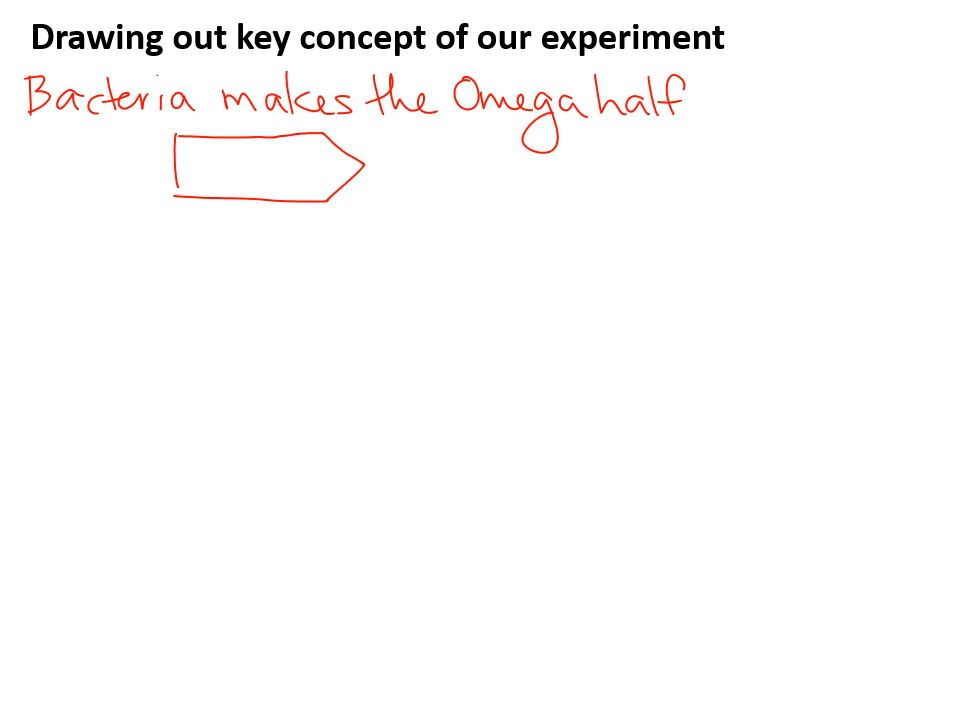 Drawing out key concept of our experiment
Bacteria makes the Omega half